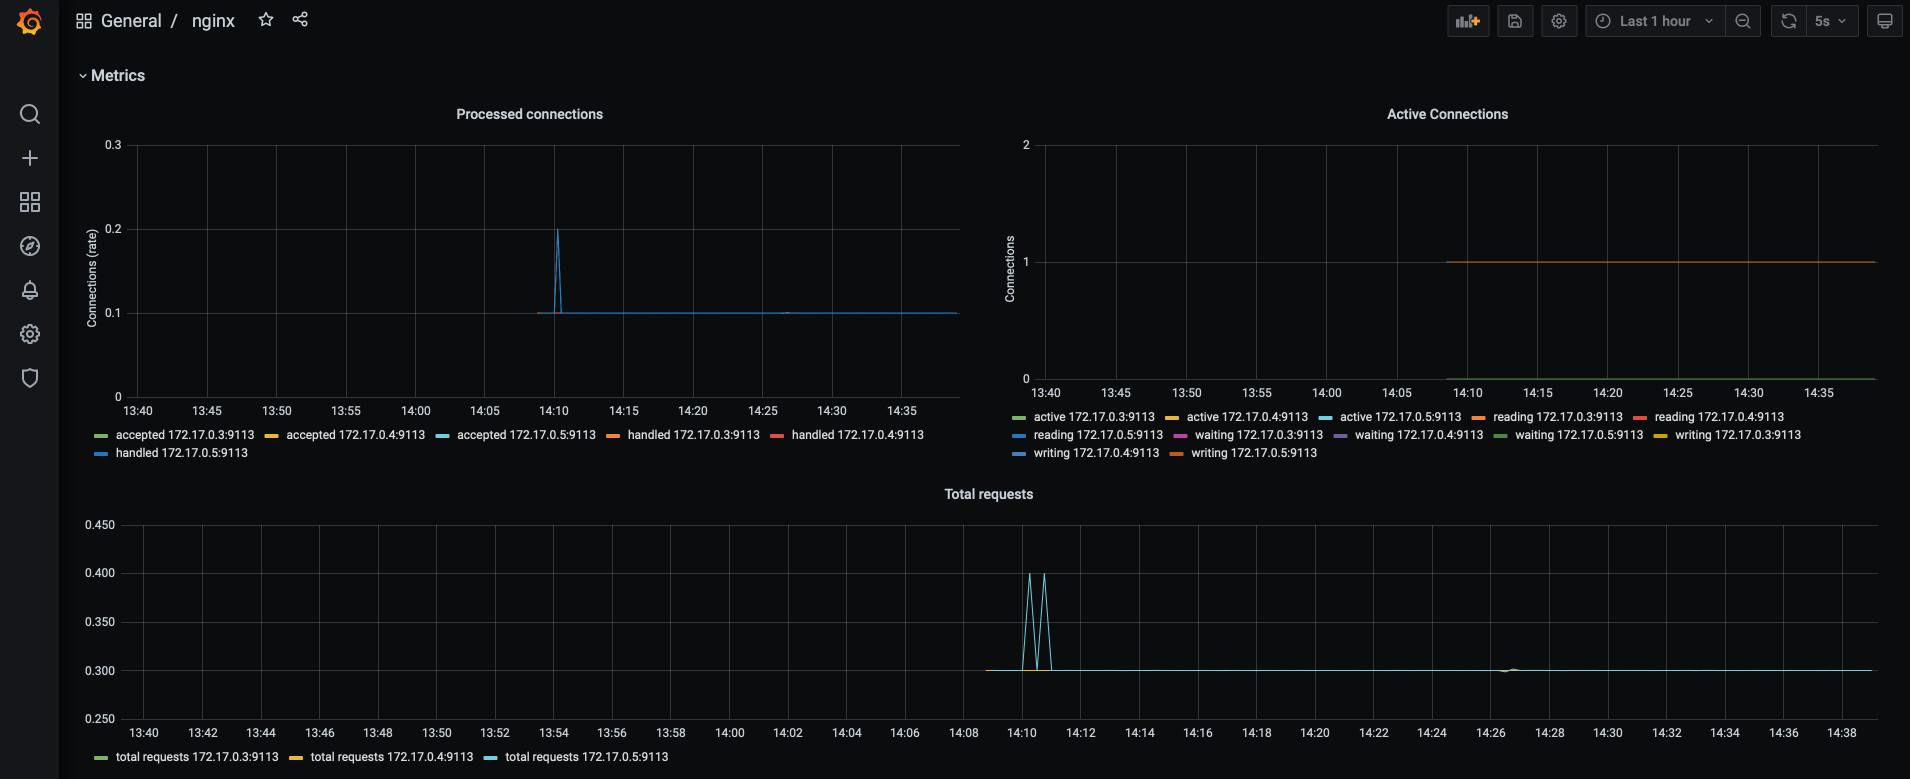 General / nginx
Last 1 hour
5s
Metrics
Processed connections
Connections (rate)
0.3
0.2
0.1
0
13:40 13:45 13:50 13:55 14:00 14:05 14:10 14:15 14:20 14:25 14:30 14:35
accepted 172.17.0.3:9113 accepted 172.17.0.4:9113 accepted 172.17.0.5:9113 handled 172.17.0.3:9113 handled 172.17.0.4:9113
handled 172.17.0.5:9113
Active Connections
Connections
2
1
0
13:40 13:45 13:50 13:55 14:00 14:05 14:10 14:15 14:20 14:25 14:30 14:35
active 172.17.0.3:9113 active 172.17.0.4:9113 active 172.17.0.5:9113 reading 172.17.0.3:9113 reading 172.17.0.4:9113
reading 172.17.0.5:9113 waiting 172.17.0.3:9113 waiting 172.17.0.4:9113 waiting 172.17.0.5:9113 writing 172.17.0.3:9113
writing 172.17.0.4:9113 writing 172.17.0.5:9113
Total requests
0.450
0.400
0.350
0.300
0.250
13:40 13:42 13:44 13:46 13:48 13:50 13:52 13:54 13:56 13:58 14:00 14:02 14:04 14:06 14:08 14:10 14:12 14:14 14:16 14:18 14:20 14:22 14:24 14:26 14:28 14:30 14:32 14:34 14:36 14:38
total requests 172.17.0.3:9113 total requests 172.17.0.4:9113 total requests 172.17.0.5:9113